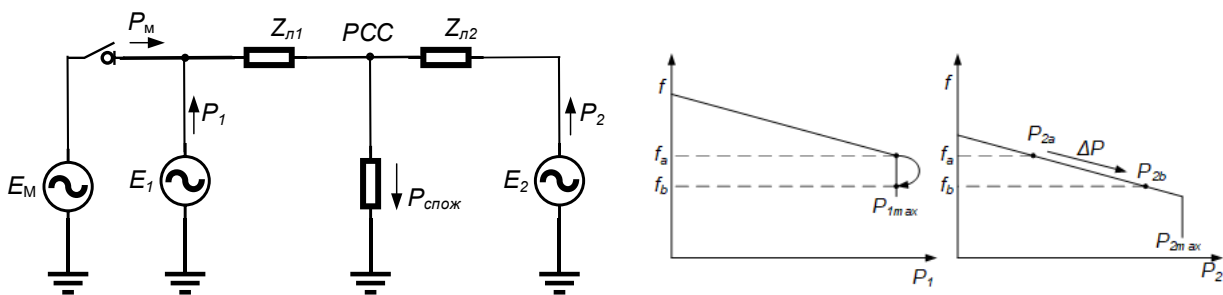 Pм
Zл1
PCC
Zл2
P1
P2
Eм
E1
Pспож
E2
f
fa
fb
P1max
P1
f
fa
fb
P2a
ΔP
P2b
P2max
P2